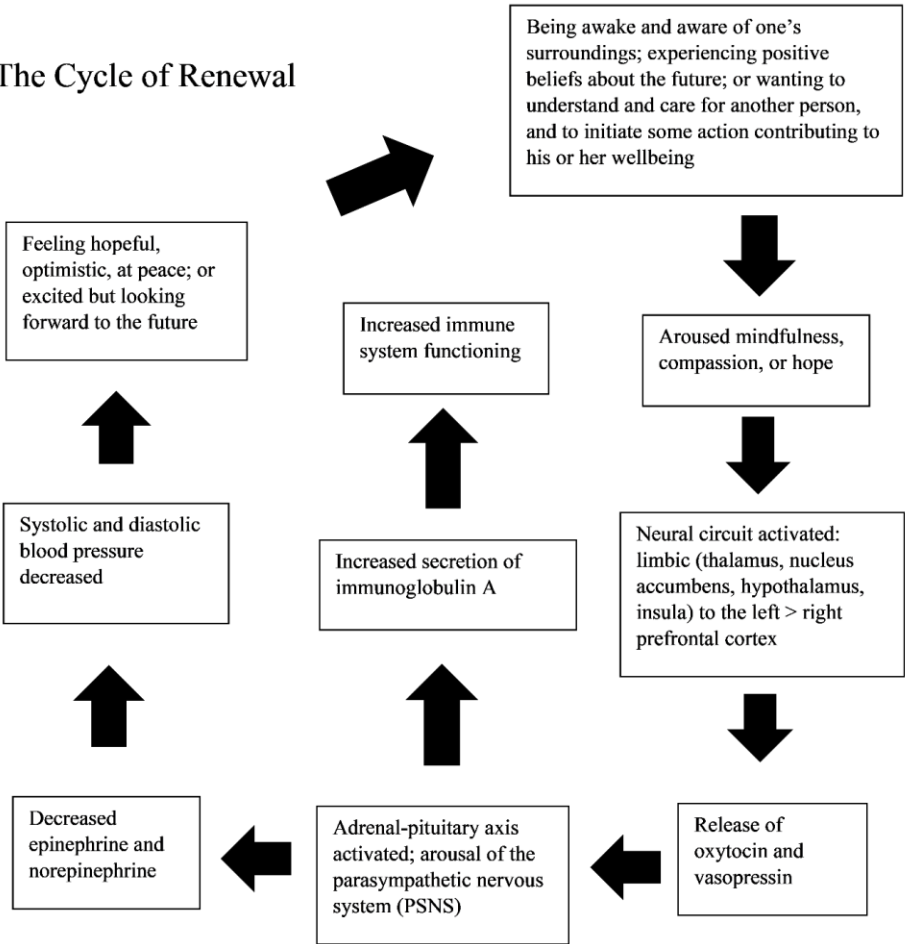 The Cycle of Renewal
Being awake and aware of one's
surroundings; experiencing positive
beliefs about the future; or wanting to
understand and care for another person,
and to initiate some action contributing to
his or her wellbeing
Feeling hopeful,
optimistic, at peace; or
excited but looking
forward to the future
Increased immune
system functioning
Aroused mindfulness,
compassion, or hope
Systolic and diastolic
blood pressure
decreased
Increased secretion of
immunoglobulin A
Neural circuit activated:
limbic (thalamus, nucleus
accumbens, hypothalamus,
insula) to the left > right
prefrontal cortex
Decreased
epinephrine and
norepinephrine
Adrenal-pituitary axis
activated; arousal of the
parasympathetic nervous
system (PSNS)
Release of
oxytocin and
vasopressin